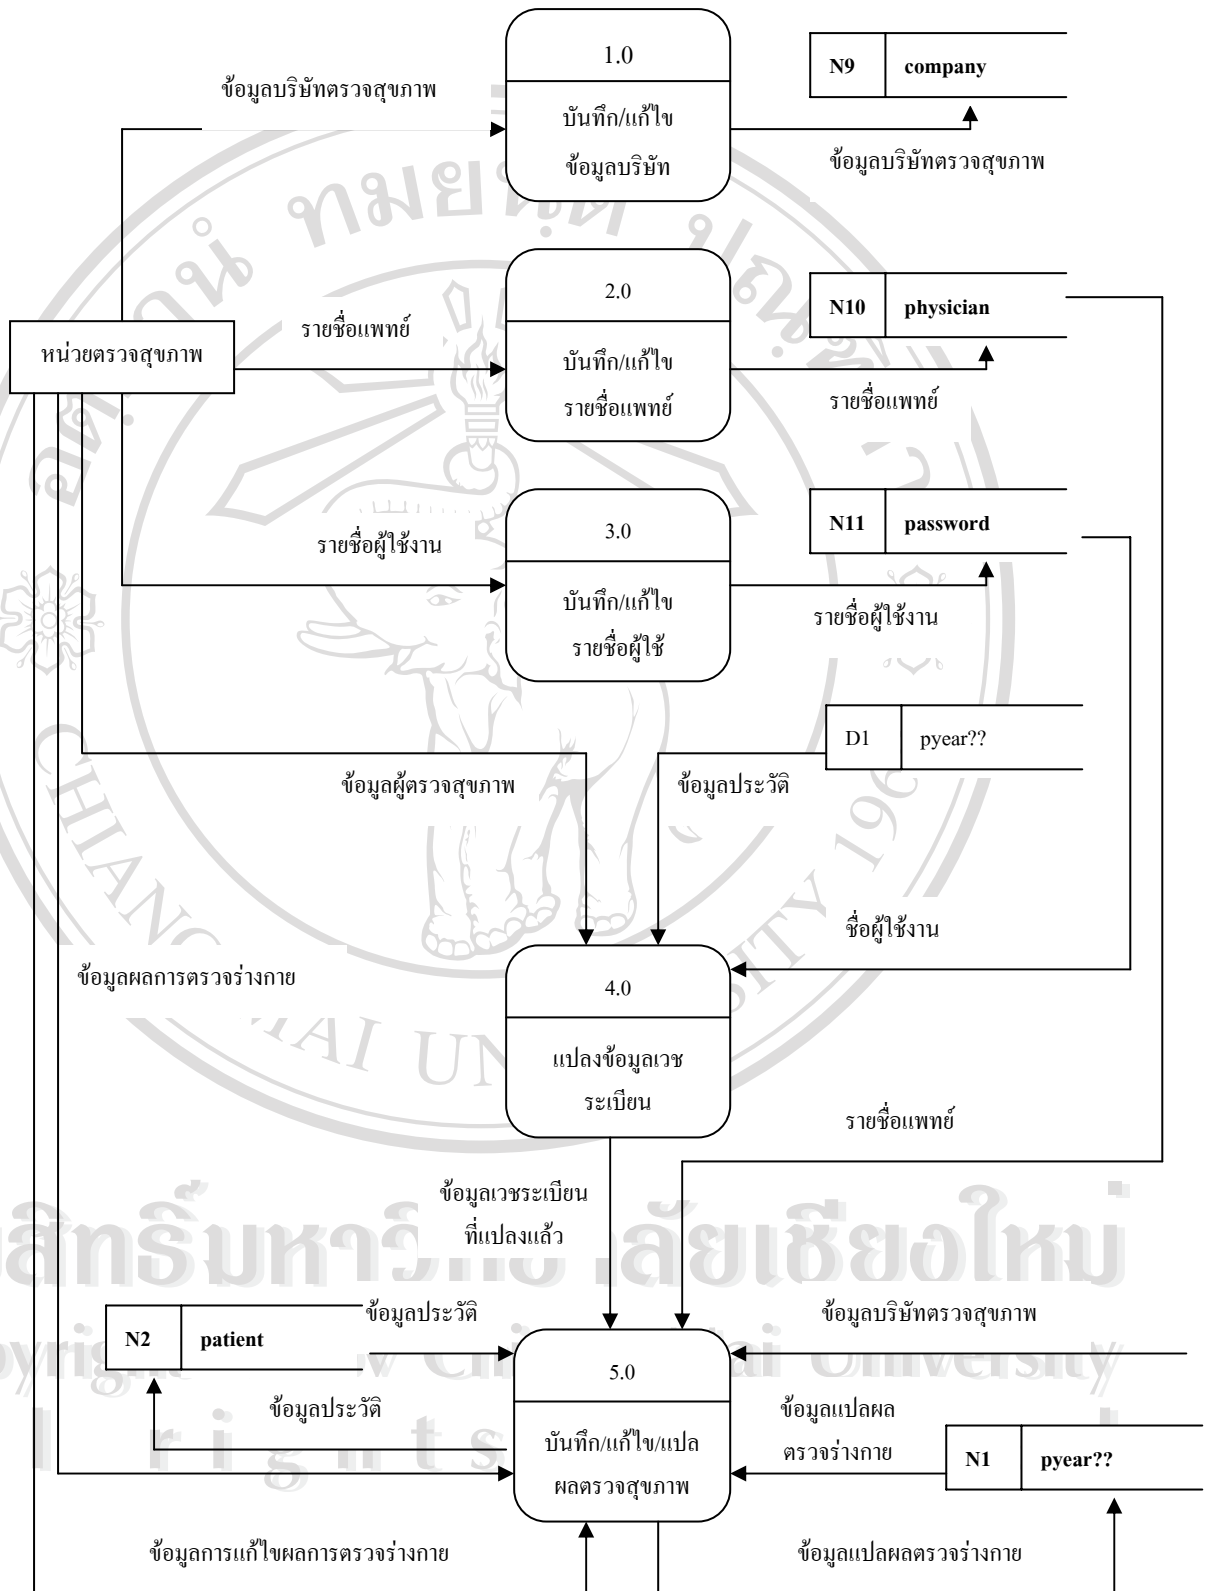 1.0
N9 company
ข้อมูลบริษัทตรวจสุขภาพ
บันทึก/แก้ไข
ข้อมูลบริษัท
ข้อมูลบริษัทตรวจสุขภาพ
2.0
N10 physician
รายชื่อแพทย์
หน่วยตรวจสุขภาพ
บันทึก/แก้ไข
รายชื่อแพทย์
รายชื่อแพทย์
3.0
N11 password
รายชื่อผู้ใช้งาน
บันทึก/แก้ไข
รายชื่อผู้ใช้
รายชื่อผู้ใช้งาน
D1 pyear??
ข้อมูลผู้ตรวจสุขภาพ
ข้อมูลประวัติ
ชื่อผู้ใช้งาน
ข้อมูลผลการตรวจร่างกาย
4.0
แปลงข้อมูลเวช
ระเบียน
รายชื่อแพทย์
ข้อมูลเวชระเบียน
ที่แปลงแล้ว
ข้อมูลประวัติ
ข้อมูลบริษัทตรวจสุขภาพ
N2 patient
5.0
ข้อมูลประวัติ
บันทึก/แก้ไข/แปล
ผลตรวจสุขภาพ
ข้อมูลแปลผล
ตรวจร่างกาย
N1 pyear??
ข้อมูลการแก้ไขผลการตรวจร่างกาย
ข้อมูลแปลผลตรวจร่างกาย